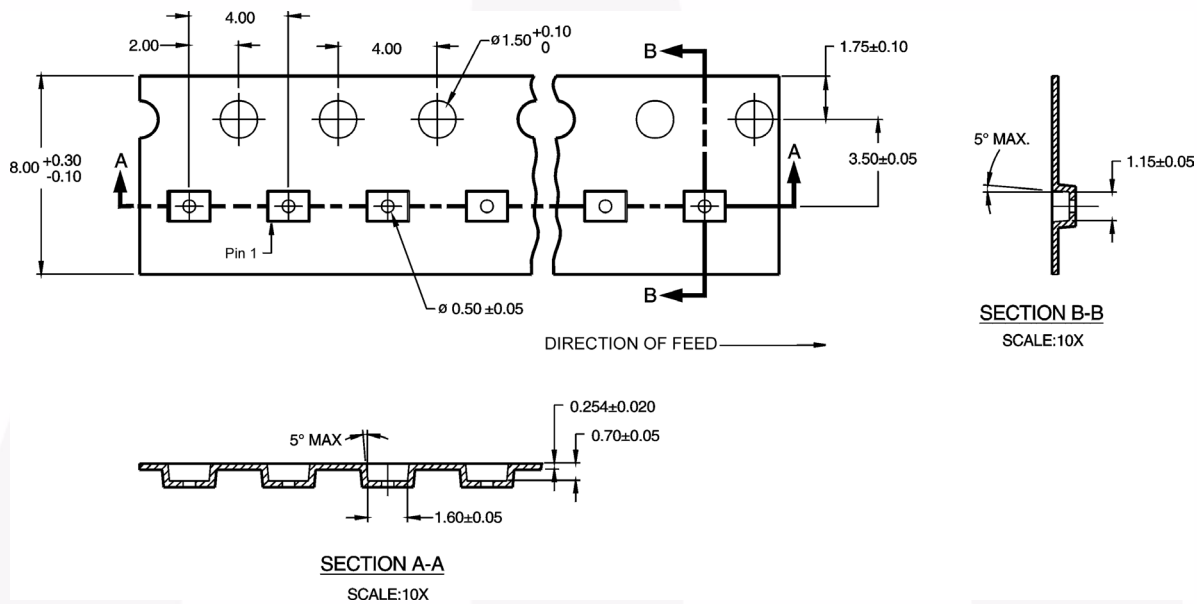 4.00
2.00
4.00
ø1.50 +0.10
0
B
1.75±0.10
8.00 +0.30
-0.10
A
A
3.50±0.05
5° MAX.
1.15±0.05
Pin 1
B
ø 0.50 ±0.05
SECTION B-B
SCALE:10X
DIRECTION OF FEED
0.254±0.020
5° MAX
0.70±0.05
1.60±0.05
SECTION A-A
SCALE:10X